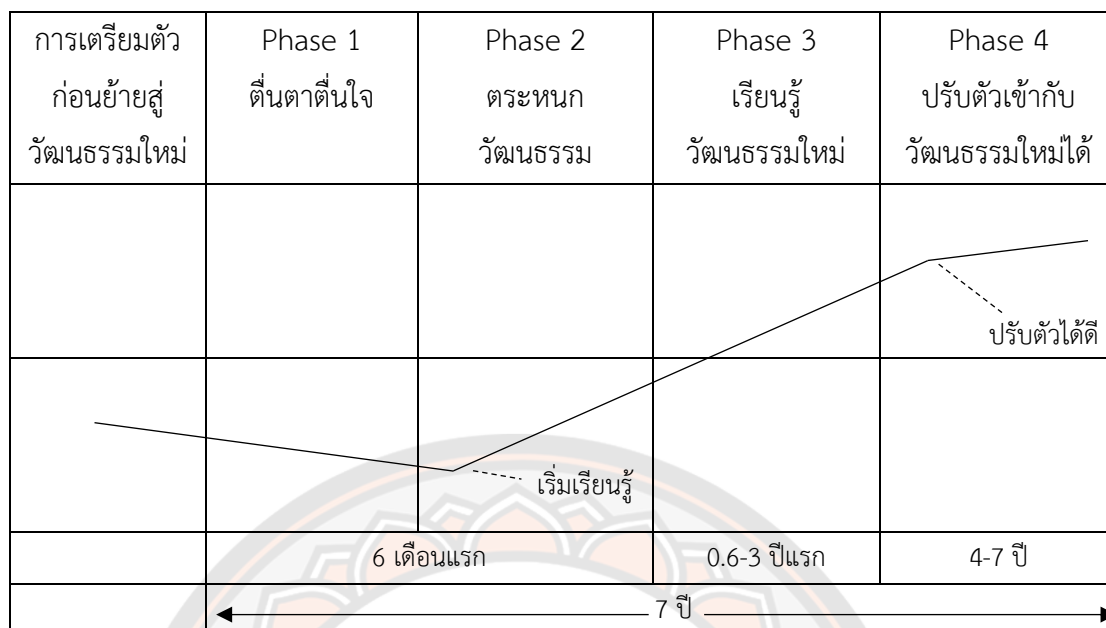 การเตรียมตัว
ก่อนย้ายสู่
วัฒนธรรมใหม่
Phase 1
ตื่นตาตื่นใจ
Phase 2
ตระหนก
วัฒนธรรม
Phase 3
เรียนรู้
วัฒนธรรมใหม่
Phase 4
ปรับตัวเข้ากับ
วัฒนธรรมใหม่ได้
ปรับตัวได้ดี
เริ่มเรียนรู้
6 เดือนแรก
0.6-3 ปีแรก
4-7 ปี
7 ปี